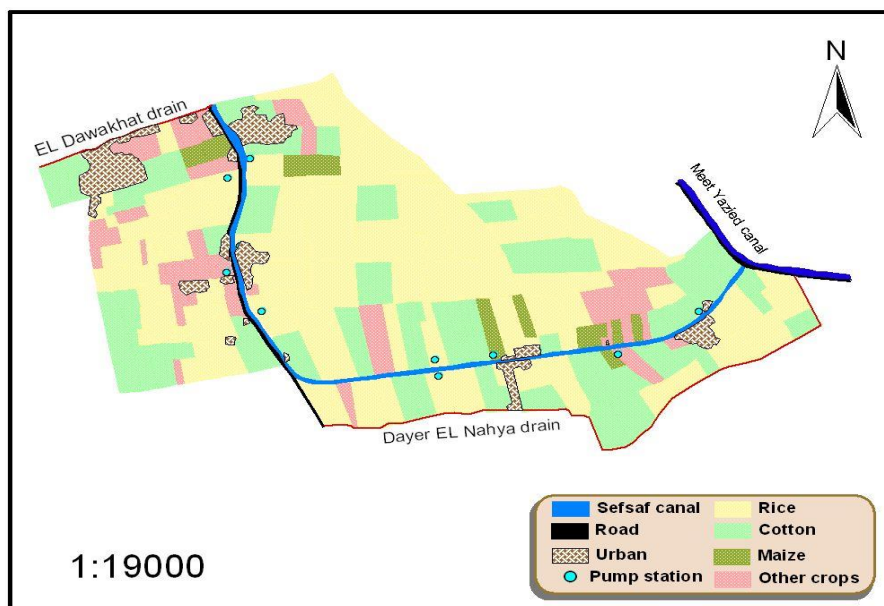 N
EL Dawakhat drain
Meet Yazied canal
Dayer EL Nahya drain
1:19000
Sefsaf canal
Road
Urban
Pump station
Rice
Cotton
Maize
Other crops